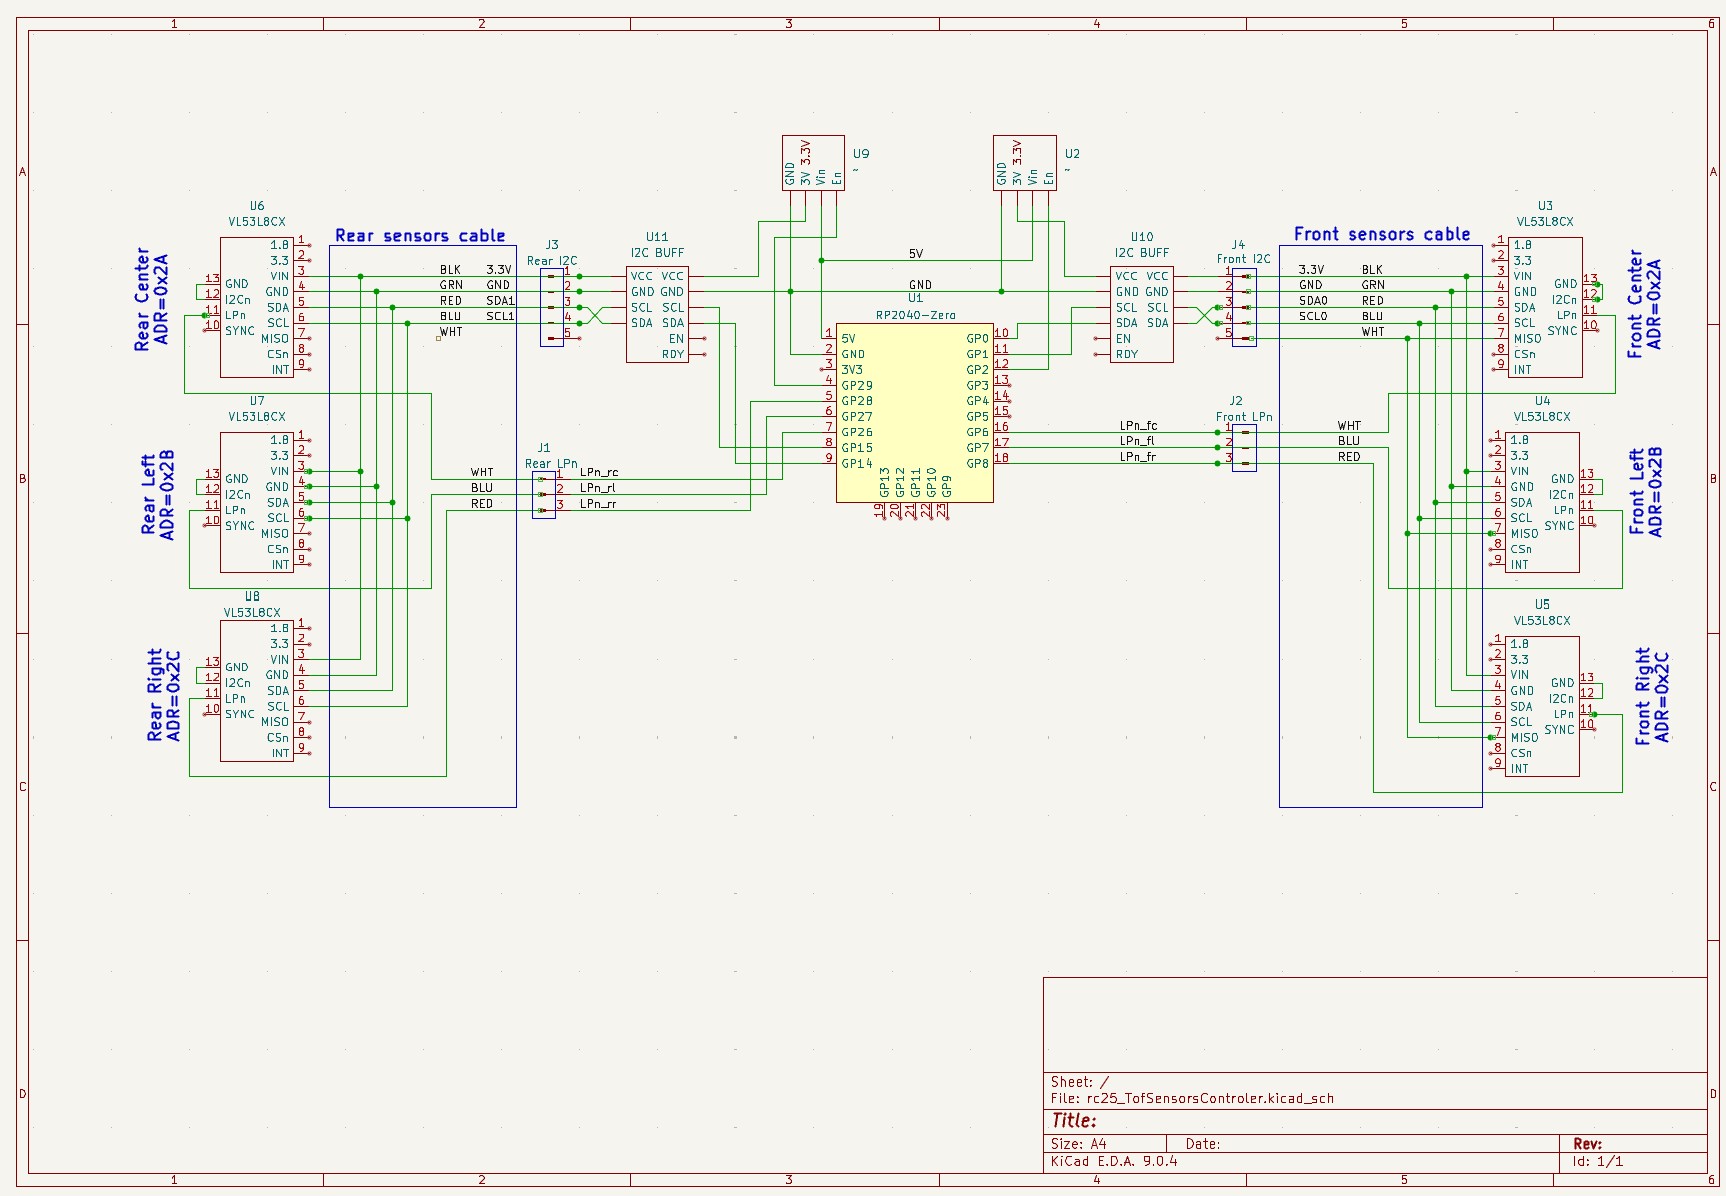 1 2 3 4 5 6
A
B
C
D
U9
~
GND
3V 3.3V
Vin
En
U2
~
GND
3V 3.3V
Vin
En
5V
GND
Rear Center
ADR=0x2A
U6
VL53L8CX
1.8 1
3.3 2
VIN 3
GND 4
SDA 5
SCL 6
MISO 7
CSn 8
INT 9
13 GND
12 I2Cn
11 LPn
10 SYNC
Rear Left
ADR=0x2B
U7
VL53L8CX
1.8 1
3.3 2
VIN 3
GND 4
SDA 5
SCL 6
MISO 7
CSn 8
INT 9
13 GND
12 I2Cn
11 LPn
10 SYNC
Rear Right
ADR=0x2C
U8
VL53L8CX
1.8 1
3.3 2
VIN 3
GND 4
SDA 5
SCL 6
MISO 7
CSn 8
INT 9
13 GND
12 I2Cn
11 LPn
10 SYNC
Rear sensors cable
BLK 3.3V
GRN GND
RED SDA1
BLU SCL1
WHT
WHT
BLU
RED
J3
Rear I2C
1
2
3
4
5
J1
Rear LPn
1 LPn_rc
2 LPn_rl
3 LPn_rr
U11
I2C BUFF
VCC VCC
GND GND
SCL SCL
SDA SDA
EN
RDY
U1
RP2040-Zera
1 5V GP0 10
2 GND GP1 11
3 3V3 GP2 12
4 GP29 GP3 13
5 GP28 GP4 14
6 GP27 GP5 15
7 GP26 GP6 16
8 GP15 GP7 17
9 GP14 GP8 18
GP13 GP12 GP11 GP10 GP9
19 20 21 22 23
U10
I2C BUFF
VCC VCC
GND GND
SCL SCL
SDA SDA
EN
RDY
J4
Front I2C
1
2
3
4
5
J2
Front LPn
LPn_fc 1
LPn_fl 2
LPn_fr 3
Front sensors cable
3.3V BLK
GND GRN
SDA0 RED
SCL0 BLU
WHT
WHT
BLU
RED
U3
VL53L8CX
1 1.8
2 3.3
3 VIN
4 GND
5 SDA
6 SCL
7 MISO
8 CSn
9 INT
GND 13
I2Cn 12
LPn 11
SYNC 10
Front Center
ADR=0x2A
U4
VL53L8CX
1 1.8
2 3.3
3 VIN
4 GND
5 SDA
6 SCL
7 MISO
8 CSn
9 INT
GND 13
I2Cn 12
LPn 11
SYNC 10
Front Left
ADR=0x2B
U5
VL53L8CX
1 1.8
2 3.3
3 VIN
4 GND
5 SDA
6 SCL
7 MISO
8 CSn
9 INT
GND 13
I2Cn 12
LPn 11
SYNC 10
Front Right
ADR=0x2C
A
B
C
D
Sheet: /
File: rc25_TofSensorsControler.kicad_sch
Title:
Size: A4 Date: Rev:
KiCad E.D.A. 9.0.4 Id: 1/1
1 2 3 4 5 6